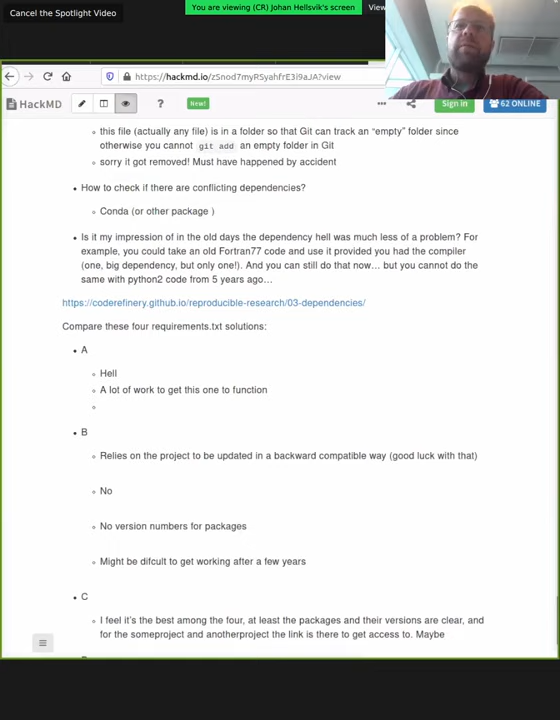 Cancel the Spotlight Video
You are viewing (CR) Johan Hellsvik's screen
View
https://hackmd.io/zSnod7myRSyahfrE3i9aJA?view
HackMD
?
New!
Sign in
62 ONLINE
this file (actually any file) is in a folder so that Git can track an “empty” folder since
otherwise you cannot git add an empty folder in Git
sorry it got removed! Must have happened by accident
How to check if there are conflicting dependencies?
Conda (or other package )
Is it my impression of in the old days the dependency hell was much less of a problem? For
example, you could take an old Fortran77 code and use it provided you had the compiler
(one, big dependency, but only one!). And you can still do that now… but you cannot do the
same with python2 code from 5 years ago…
https://coderefinery.github.io/reproducible-research/03-dependencies/
Compare these four requirements.txt solutions:
A
Hell
A lot of work to get this one to function
B
Relies on the project to be updated in a backward compatible way (good luck with that)
No
No version numbers for packages
Might be difcult to get working after a few years
C
I feel it's the best among the four, at least the packages and their versions are clear, and
for the someproject and anotherproject the link is there to get access to. Maybe